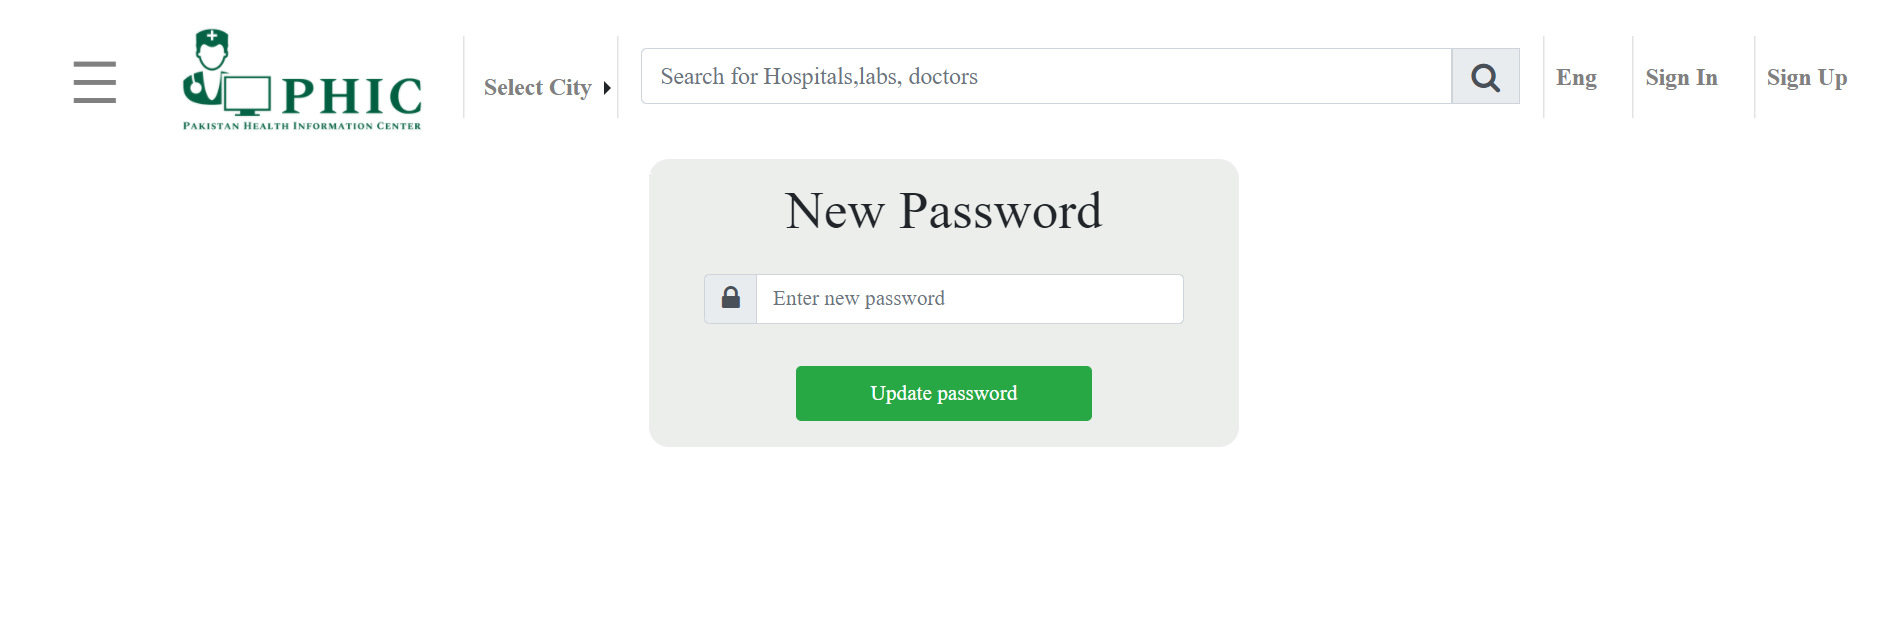 PHIC
PAKISTAN HEALTH INFORMATION CENTER
Select City
Search for Hospitals,labs, doctors
Eng
Sign In
Sign Up
New Password
Enter new password
Update password